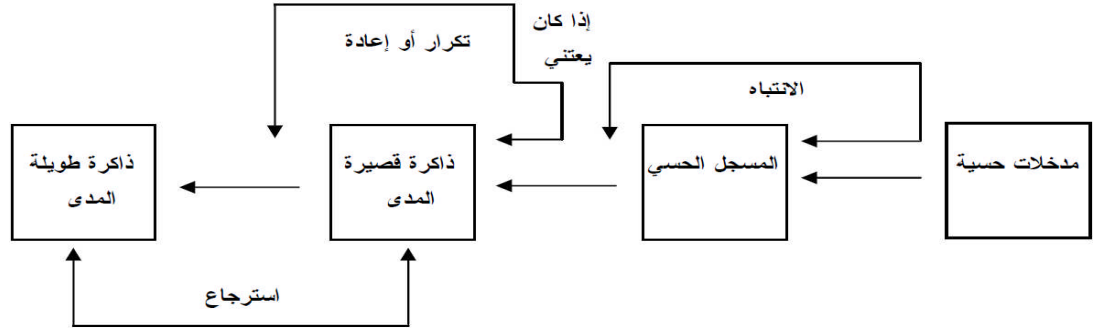 إذا كان
يعتني
تكرار أو إعادة
الانتباه
مدخلات حسية
المسجل الحسي
ذاكرة قصيرة
المدى
ذاكرة طويلة
المدى
استرجاع